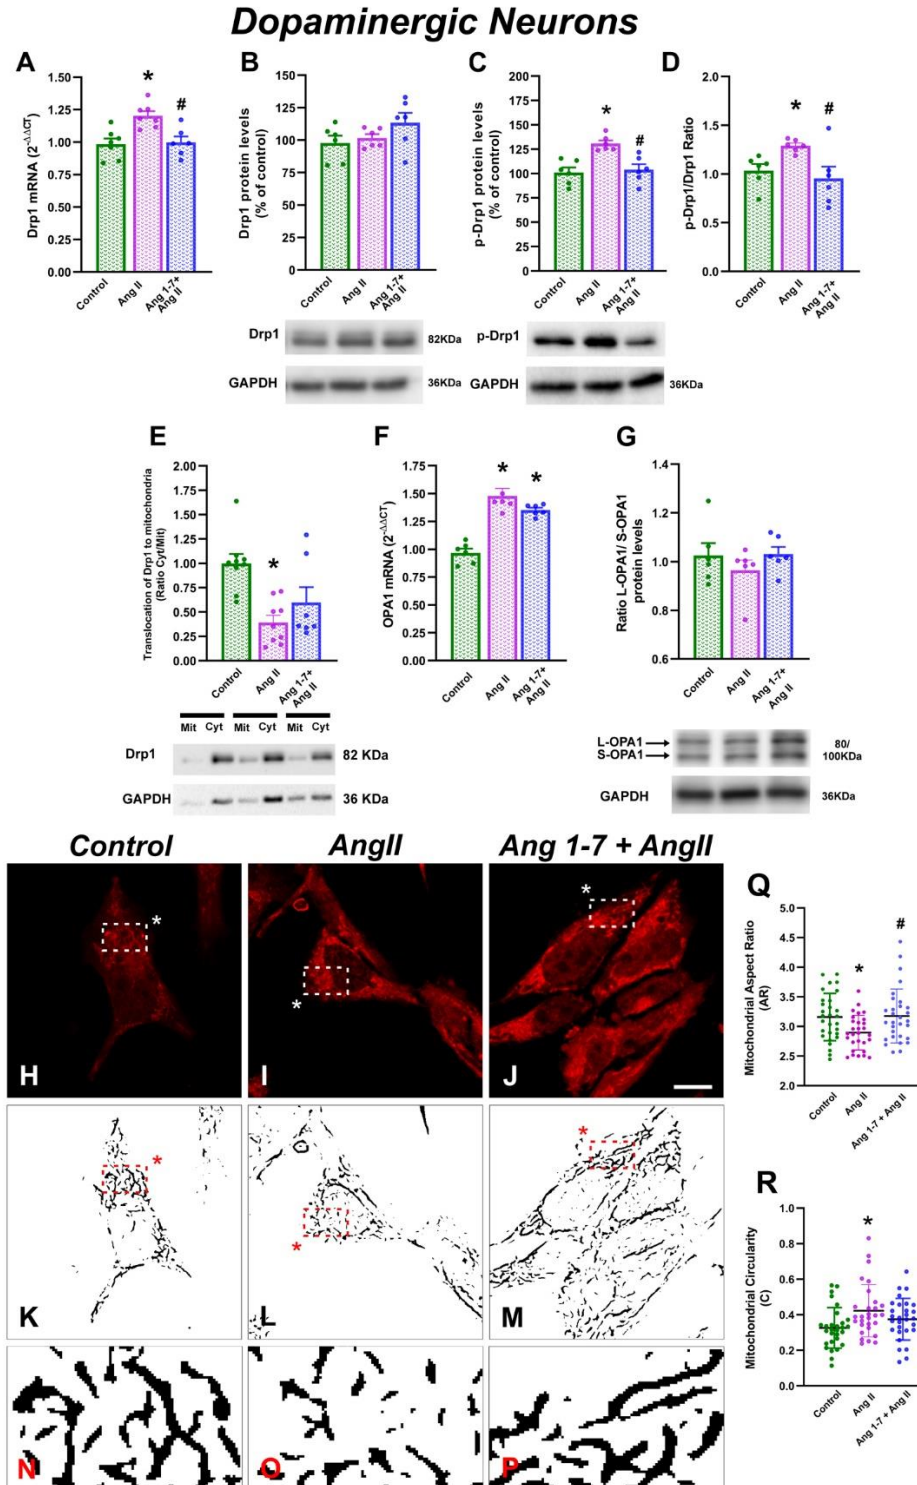 Dopaminergic Neurons
A
Drp1 mRNA (2^-ΔΔCT)
1.50
1.25
1.00
0.75
0.50
0.25
0.00
*
#
Control
Ang II
Ang 1-7+
Ang II
B
Drp1 protein levels
(% of control)
150
125
100
75
50
25
0
Control
Ang II
Ang 1-7+
Ang II
C
p-Drp1 protein levels
(% of control)
200
175
150
125
100
75
50
25
0
*
#
Control
Ang II
Ang 1-7+
Ang II
D
p-Drp1/Drp1 Ratio
2.0
1.5
1.0
0.5
0.0
*
#
Control
Ang II
Ang 1-7+
Ang II
Drp1
82KDa
GAPDH
36KDa
p-Drp1
GAPDH
36KDa
E
Translocation of Drp1 to mitochondria
(Ratio Cyt/Mit)
2.00
1.75
1.50
1.25
1.00
0.75
0.50
0.25
0.00
*
Control
Ang II
Ang 1-7+
Ang II
Mit Cyt Mit Cyt Mit Cyt
Drp1
82 KDa
GAPDH
36 KDa
F
OPA1 mRNA (2^-ΔΔCT)
1.75
1.50
1.25
1.00
0.75
0.50
0.25
0.00
*
*
Control
Ang II
Ang 1-7+
Ang II
G
Ratio L-OPA1/ S-OPA1
protein levels
1.4
1.2
1.0
0.8
0.6
Control
Ang II
Ang 1-7+
Ang II
L-OPA1
S-OPA1
80/
100KDa
GAPDH
36KDa
Control
AngII
Ang 1-7 + AngII
*
H
*
I
*
J
*
K
*
L
*
M
N
O
P
Q
Mitochondrial Aspect Ratio
(AR)
5.0
4.5
4.0
3.5
3.0
2.5
2.0
*
#
Control
Ang II
Ang 1-7 + Ang II
R
Mitochondrial Circularity
(C)
1.0
0.8
0.6
0.4
0.2
0.0
*
Control
Ang II
Ang 1-7 + Ang II